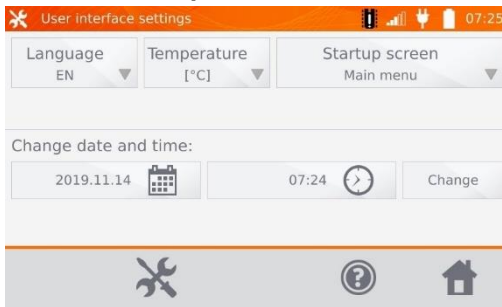 User interface settings 07:25
Language Temperature Startup screen
EN [°C] Main menu
Change date and time:
2019.11.14 07:24 Change